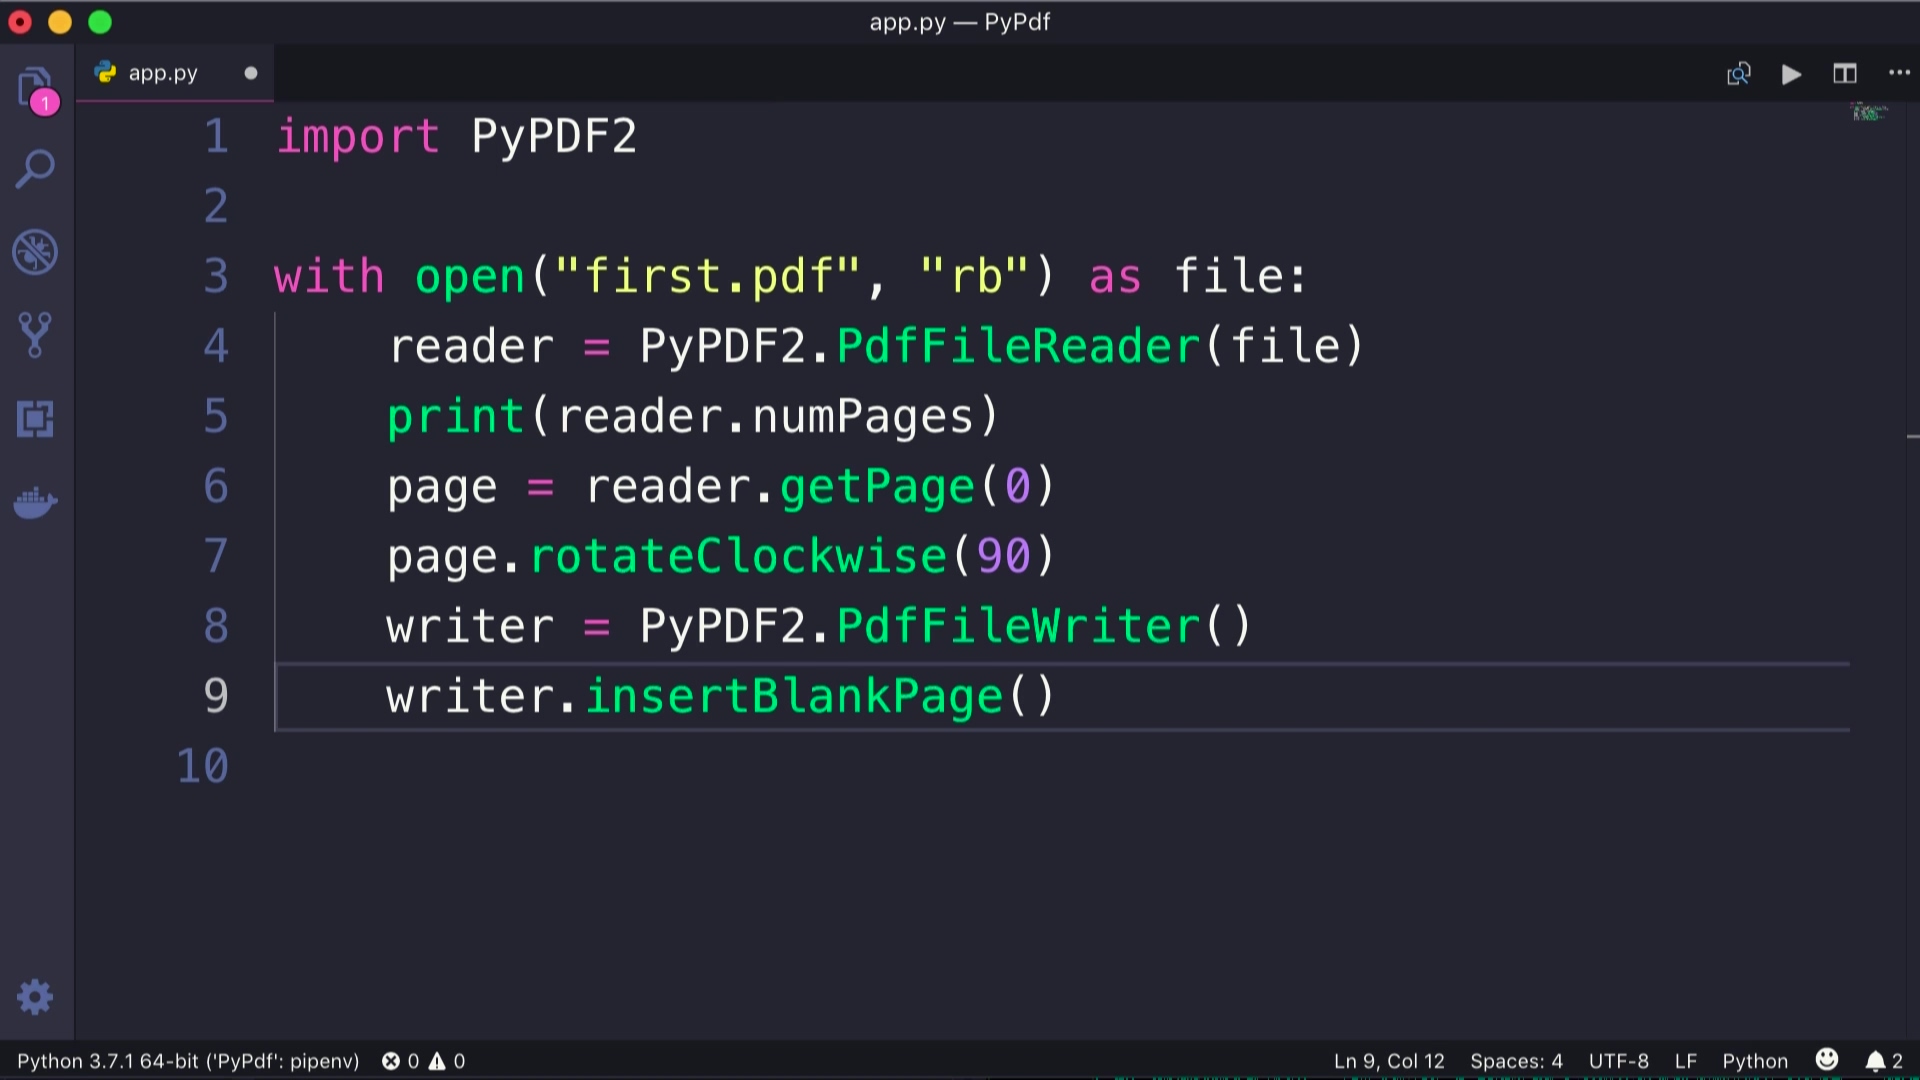 app.py — PyPdf
app.py
1
1 import PyPDF2
2
3 with open("first.pdf", "rb") as file:
4     reader = PyPDF2.PdfFileReader(file)
5     print(reader.numPages)
6     page = reader.getPage(0)
7     page.rotateClockwise(90)
8     writer = PyPDF2.PdfFileWriter()
9     writer.insertBlankPage()
10
Python 3.7.1 64-bit ('PyPdf': pipenv) 0 0 Ln 9, Col 12 Spaces: 4 UTF-8 LF Python 2